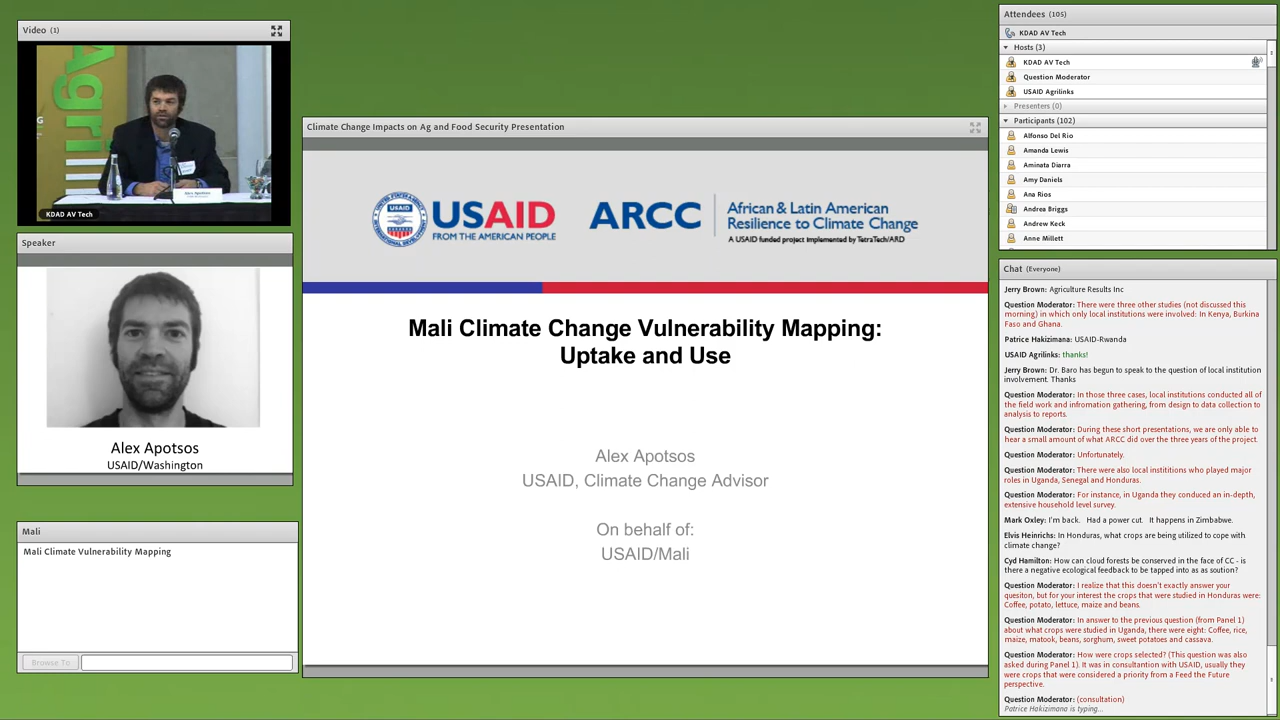 Video (1)
Agrili
KDAD AV Tech
Speaker
Alex Apotsos
USAID/Washington
Mali
Mali Climate Vulnerability Mapping
Browse To
Climate Change Impacts on Ag and Food Security Presentation
USAID
USAID
FROM THE AMERICAN PEOPLE
ARCC
African & Latin American
Resilience to Climate Change
A USAID funded project implemented by TetraTech/ARD
Mali Climate Change Vulnerability Mapping:
Uptake and Use
Alex Apotsos
USAID, Climate Change Advisor
On behalf of:
USAID/Mali
Attendees (105)
KDAD AV Tech
Hosts (3)
KDAD AV Tech
Question Moderator
USAID Agrilinks
Presenters (0)
Participants (102)
Alfonso Del Rio
Amanda Lewis
Aminata Diarra
Amy Daniels
Ana Rios
Andrea Briggs
Andrew Keck
Anne Millett
Chat (Everyone)
Jerry Brown: Agriculture Results Inc
Question Moderator: There were three other studies (not discussed this
morning) in which only local institutions were involved: In Kenya, Burkina
Faso and Ghana.
Patrice Hakizimana: USAID-Rwanda
USAID Agrilinks: thanks!
Jerry Brown: Dr. Baro has begun to speak to the question of local institution
involvement. Thanks
Question Moderator: In those three cases, local institutions conducted all of
the field work and infromation gathering, from design to data collection to
analysis to reports.
Question Moderator: During these short presentations, we are only able to
hear a small amount of what ARCC did over the three years of the project.
Question Moderator: Unfortunately.
Question Moderator: There were also local instititions who played major
roles in Uganda, Senegal and Honduras.
Question Moderator: For instance, in Uganda they conducted an in-depth,
extensive household level survey.
Mark Oxley: I'm back. Had a power cut. It happens in Zimbabwe.
Elvis Heinrichs: In Honduras, what crops are being utilized to cope with
climate change?
Cyd Hamilton: How can cloud forests be conserved in the face of CC - is
there a negative ecological feedback to be tapped into as as soution?
Question Moderator: I realize that this doesn't exactly answer your
quesiton, but for your interest the crops that were studied in Honduras were:
Coffee, potato, lettuce, maize and beans.
Question Moderator: In answer to the previous question (from Panel 1)
about what crops were studied in Uganda, there were eight: Coffee, rice,
maize, matook, beans, sorghum, sweet potatoes and cassava.
Question Moderator: How were crops selected? (This question was also
asked during Panel 1). It was in consultantion with USAID, usually they
were crops that were considered a priority from a Feed the Future
perspective.
Question Moderator: (consultation)
Patrice Hakizimana is typing...